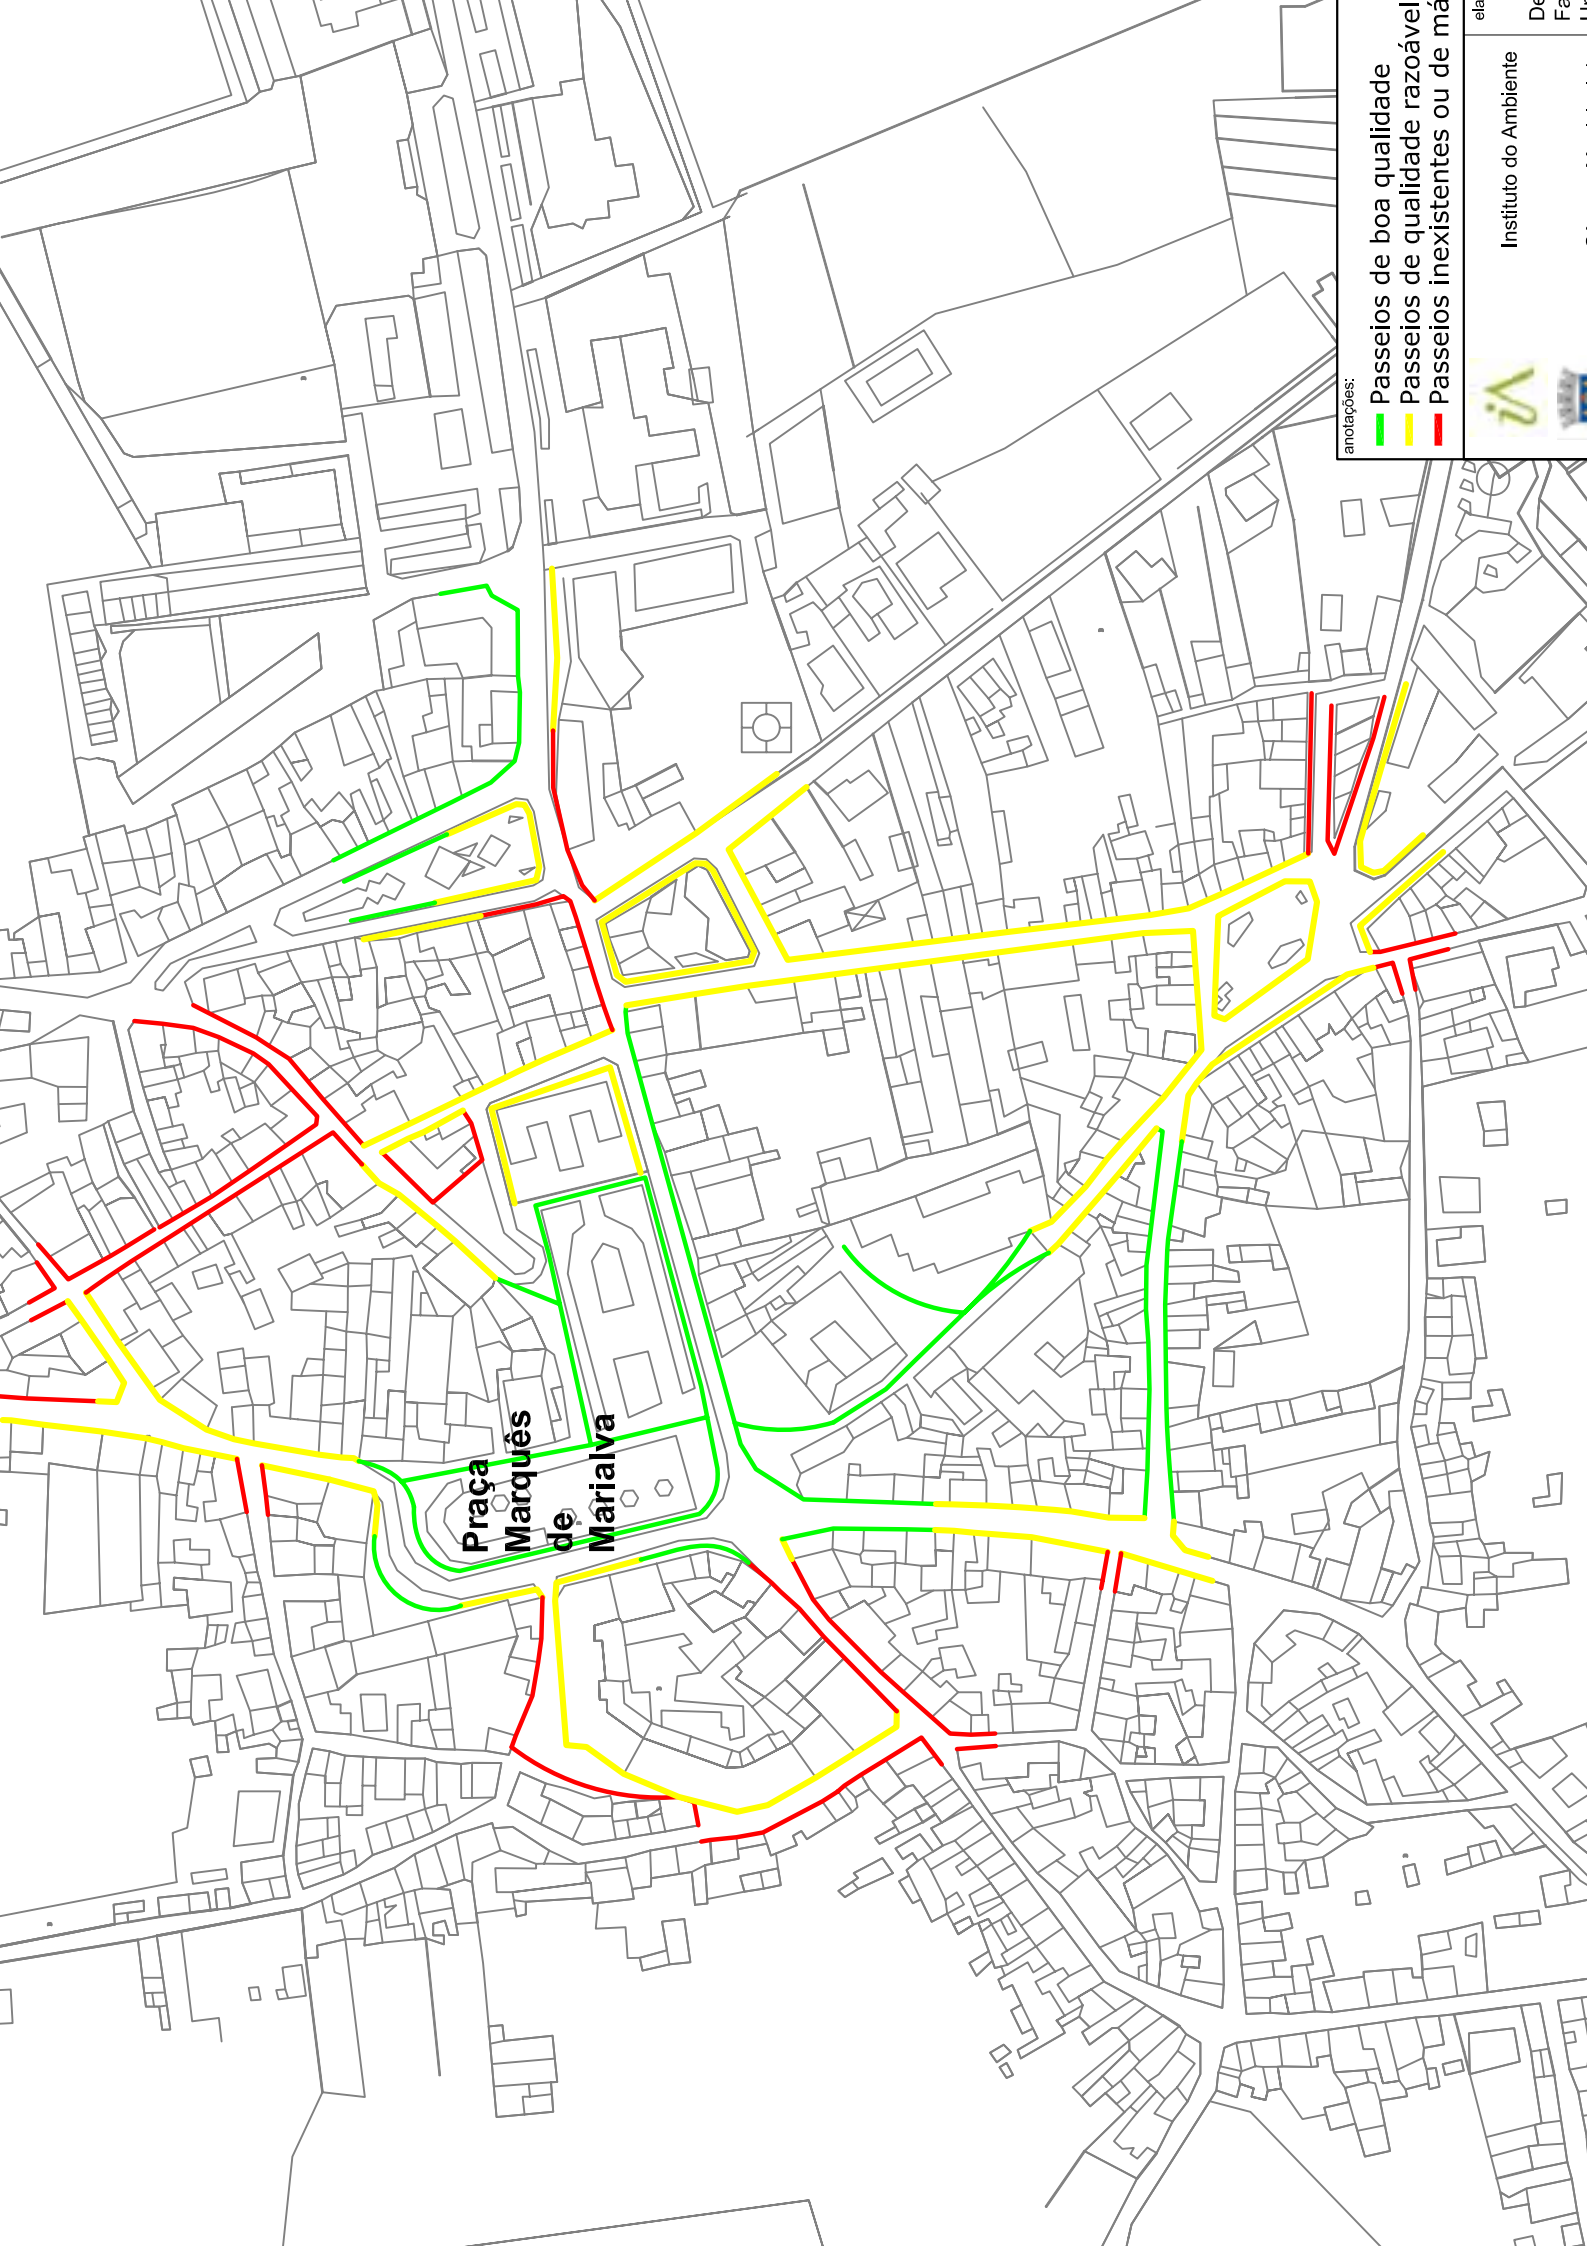 Praça
Marquês
de
Marialva
anotações:
Passeios de boa qualidade
Passeios de qualidade razoável
Passeios inexistentes ou de má
Instituto do Ambiente